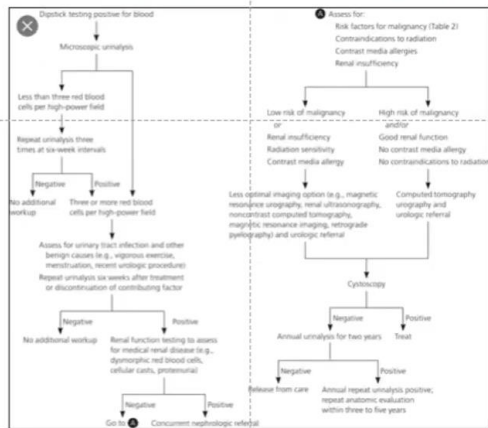 Dipstick testing positive for blood
Microscopic urinalysis
Less than three red blood
cells per high-power field
Repeat urinalysis three
times at six-week intervals
Negative
Positive
No additional
workup
Three or more red blood
cells per high-power field
Assess for urinary tract infection and other
benign causes (e.g., vigorous exercise,
menstruation, recent urologic procedure)
Repeat urinalysis six weeks after treatment
or discontinuation of contributing factor
Negative
Positive
No additional workup
Renal function testing to assess
for medical renal disease (e.g.,
dysmorphic red blood cells,
cellular casts, proteinuria)
Negative
Positive
Go to A
Concurrent nephrologic referral
A Assess for:
Risk factors for malignancy (Table 2)
Contraindications to radiation
Contrast media allergies
Renal insufficiency
Low risk of malignancy
or
Renal insufficiency
Radiation sensitivity
Contrast media allergy
High risk of malignancy
and/or
Good renal function
No contrast media allergy
No contraindications to radiation
Less optimal imaging option (e.g., magnetic
resonance urography, renal ultrasonography,
noncontrast computed tomography,
magnetic resonance imaging, retrograde
pyelography) and urologic referral
Computed tomography
urography and
urologic referral
Cystoscopy
Negative
Positive
Annual urinalysis for two years
Treat
Negative
Positive
Release from care
Annual repeat urinalysis positive;
repeat anatomic evaluation
within three to five years